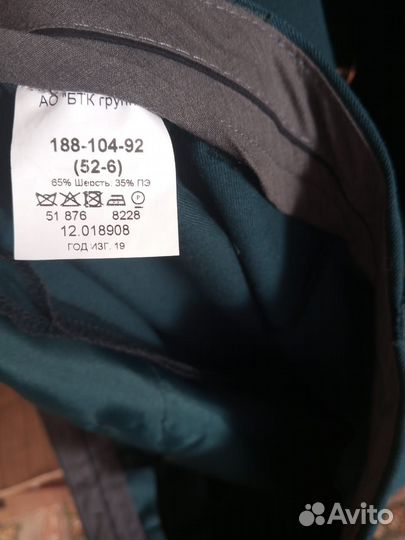 АО "БТК груп
188-104-92
(52-6)
65% Шерсть, 35% ПЭ
51 876 8228
12.018908
ГОД ИЗГ. 19
Avito